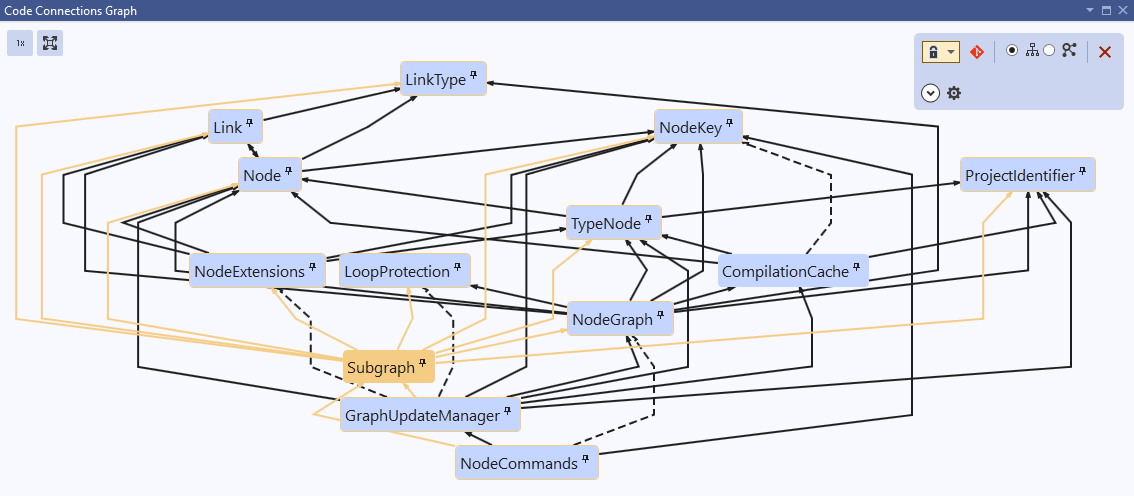 Code Connections Graph
1x
LinkType
Link
NodeKey
Node
ProjectIdentifier
TypeNode
NodeExtensions
LoopProtection
CompilationCache
NodeGraph
Subgraph
GraphUpdateManager
NodeCommands